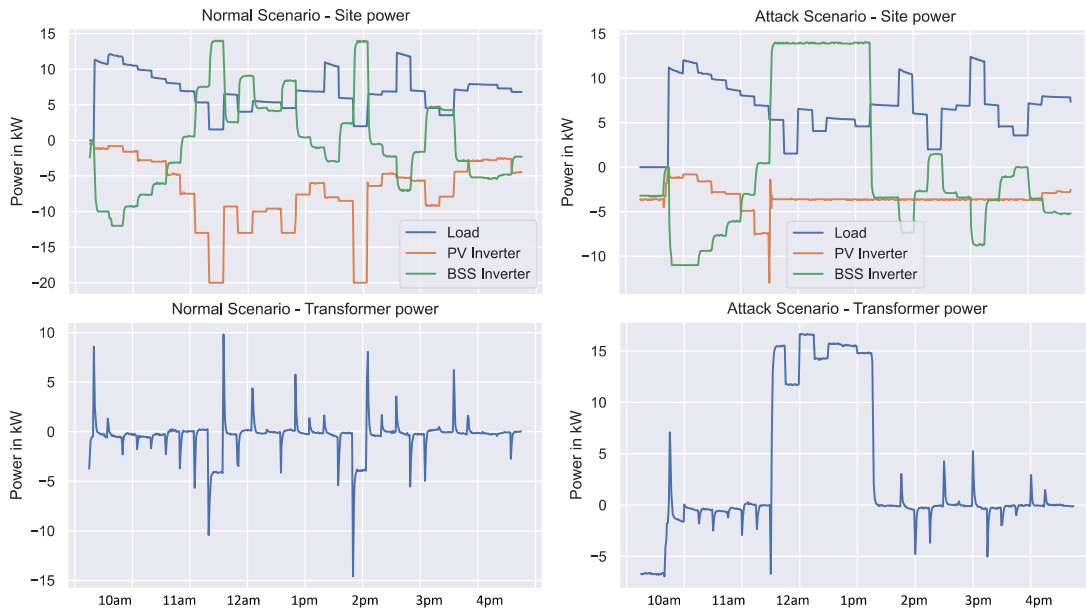 Normal Scenario - Site power
Power in kW
15
10
5
0
−5
−10
−15
−20
Load
PV Inverter
BSS Inverter
Attack Scenario - Site power
Power in kW
15
10
5
0
−5
−10
Load
PV Inverter
BSS Inverter
Normal Scenario - Transformer power
Power in kW
10
5
0
−5
−10
−15
10am 11am 12am 1pm 2pm 3pm 4pm
Attack Scenario - Transformer power
Power in kW
15
10
5
0
−5
10am 11am 12am 1pm 2pm 3pm 4pm